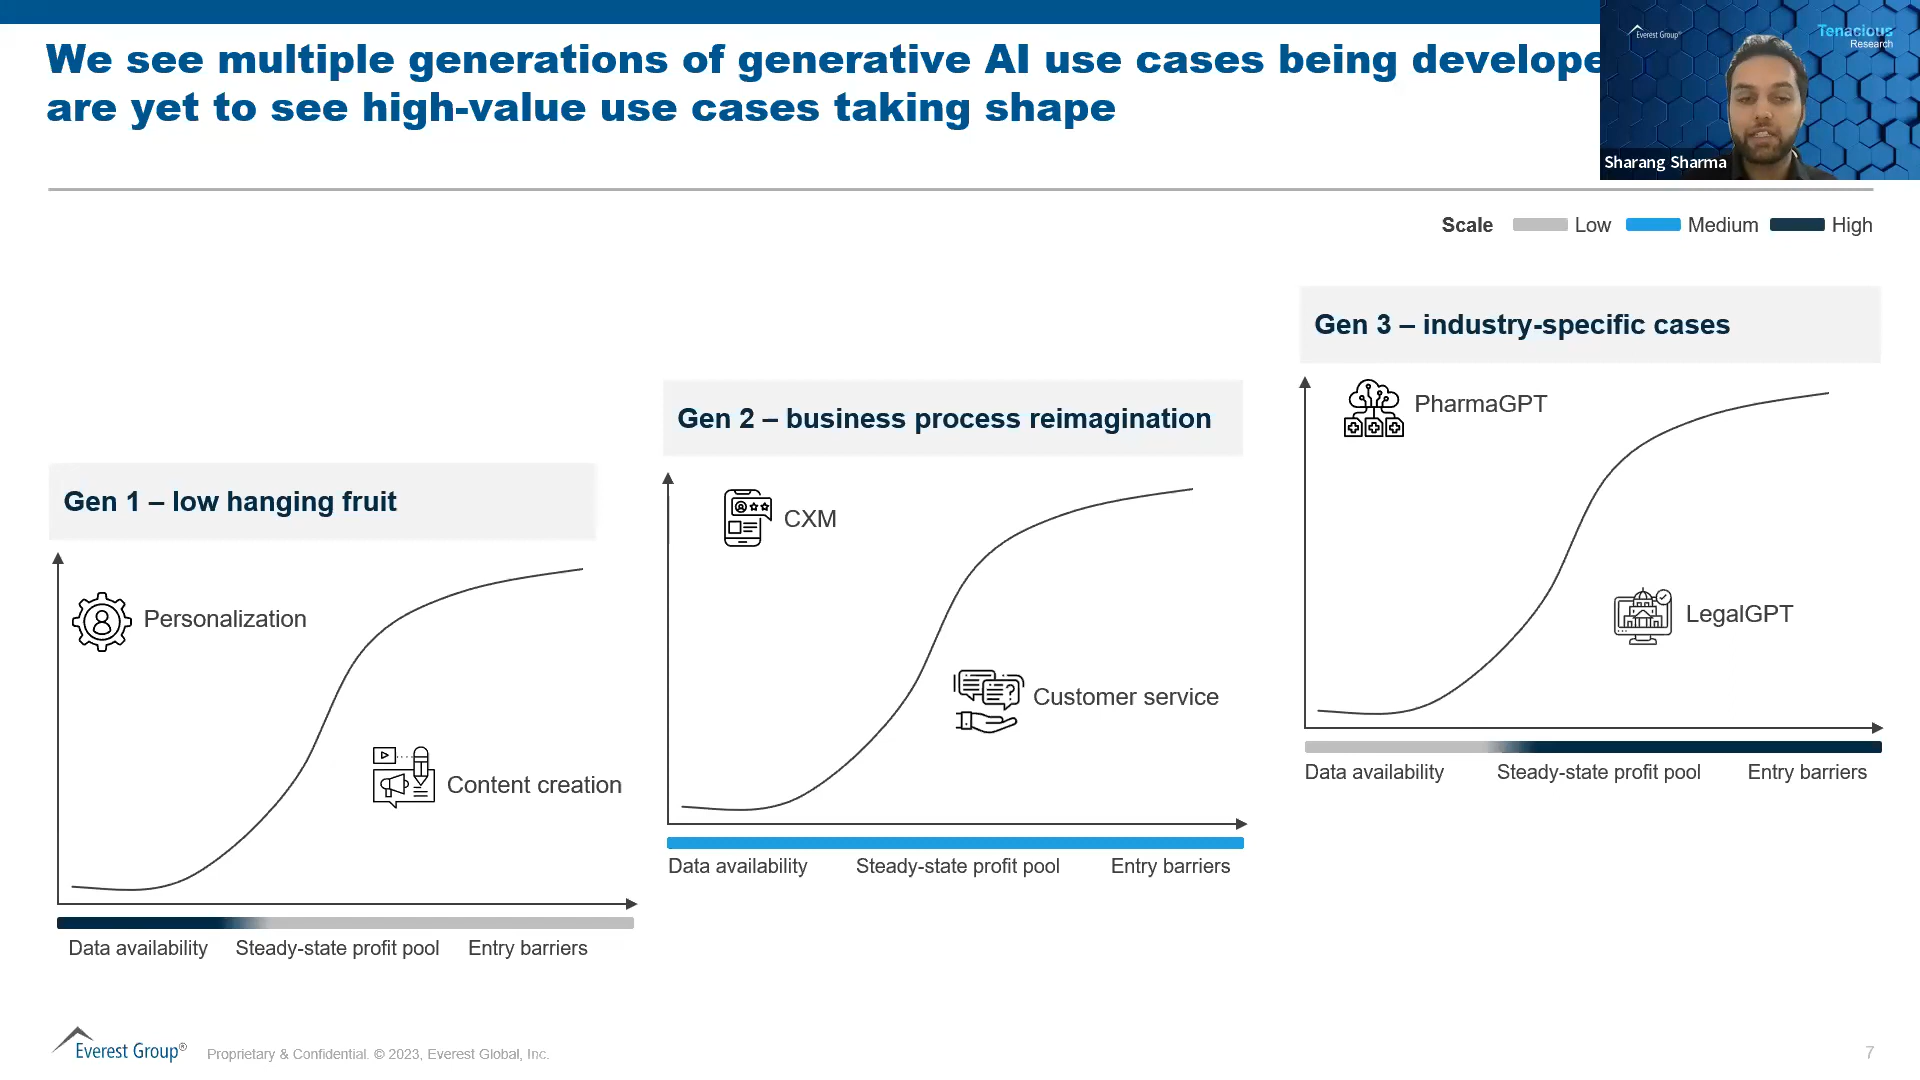 We see multiple generations of generative AI use cases being develope
are yet to see high-value use cases taking shape
Everest Group®
Tenacious
Research
Sharang Sharma
Scale Low Medium High
Gen 1 – low hanging fruit
Personalization
Content creation
Data availability Steady-state profit pool Entry barriers
Gen 2 – business process reimagination
CXM
Customer service
Data availability Steady-state profit pool Entry barriers
Gen 3 – industry-specific cases
PharmaGPT
LegalGPT
Data availability Steady-state profit pool Entry barriers
Everest Group® Proprietary & Confidential. © 2023, Everest Global, Inc.
7